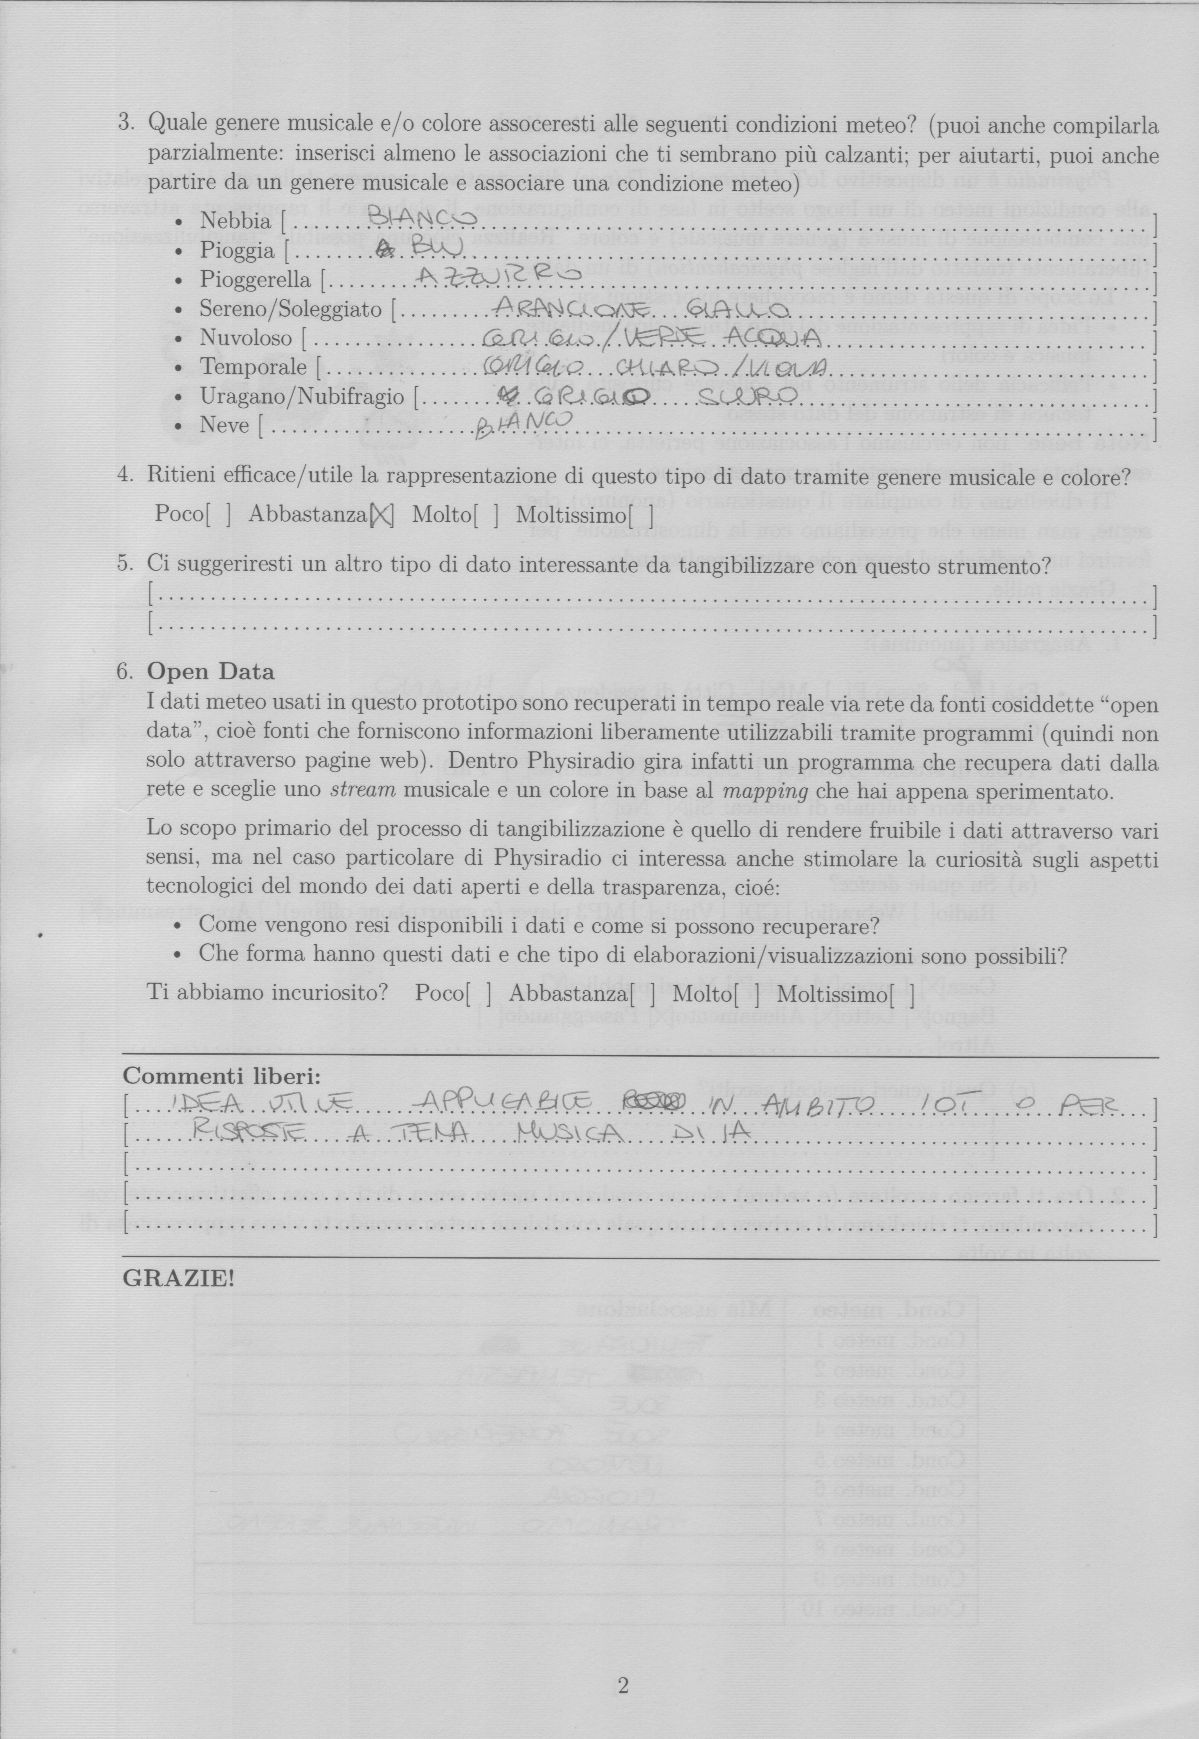 3. Quale genere musicale e/o colore assoceresti alle seguenti condizioni meteo? (puoi anche compilarla
parzialmente: inserisci almeno le associazioni che ti sembrano più calzanti; per aiutarti, puoi anche
partire da un genere musicale e associare una condizione meteo)
• Nebbia [ BIANCO ]
• Pioggia [ BLU ]
• Pioggerella [ AZZURRO ]
• Sereno/Soleggiato [ ARANCIONE GIALLO ]
• Nuvoloso [ GRIGIO / VERDE ACQUA ]
• Temporale [ GRIGIO CHIARO / VIOLA ]
• Uragano/Nubifragio [ GRIGIO SCURO ]
• Neve [ BIANCO ]
4. Ritieni efficace/utile la rappresentazione di questo tipo di dato tramite genere musicale e colore?
Poco[ ] Abbastanza[X] Molto[ ] Moltissimo[ ]
5. Ci suggeriresti un altro tipo di dato interessante da tangibilizzare con questo strumento?
[ ]
[ ]
6. Open Data
I dati meteo usati in questo prototipo sono recuperati in tempo reale via rete da fonti cosiddette “open
data”, cioè fonti che forniscono informazioni liberamente utilizzabili tramite programmi (quindi non
solo attraverso pagine web). Dentro Physiradio gira infatti un programma che recupera dati dalla
rete e sceglie uno stream musicale e un colore in base al mapping che hai appena sperimentato.
Lo scopo primario del processo di tangibilizzazione è quello di rendere fruibile i dati attraverso vari
sensi, ma nel caso particolare di Physiradio ci interessa anche stimolare la curiosità sugli aspetti
tecnologici del mondo dei dati aperti e della trasparenza, cioé:
• Come vengono resi disponibili i dati e come si possono recuperare?
• Che forma hanno questi dati e che tipo di elaborazioni/visualizzazioni sono possibili?
Ti abbiamo incuriosito? Poco[ ] Abbastanza[ ] Molto[ ] Moltissimo[ ]
Commenti liberi:
[ IDEA UTILE APPLICABILE IN AMBITO IOT O PER ]
[ RISPOSTE A TEMA MUSICA DI IA ]
[ ]
[ ]
[ ]
GRAZIE!
2